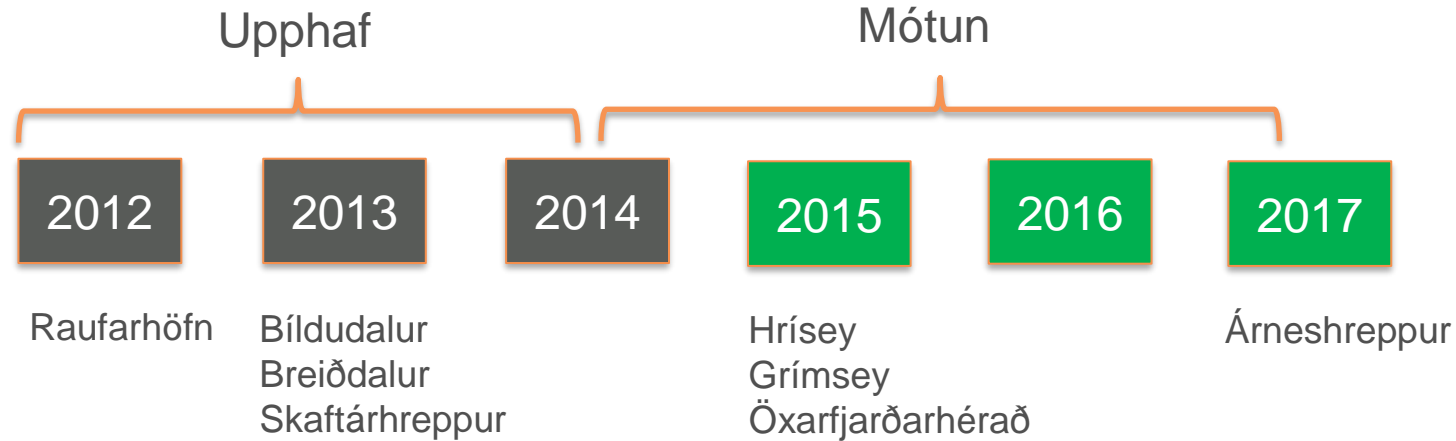 Upphaf
Mótun
2012
2013
2014
2015
2016
2017
Raufarhöfn
Bíldudalur
Breiðdalur
Skaftárhreppur
Hrísey
Grímsey
Öxarfjarðarhérað
Árneshreppur